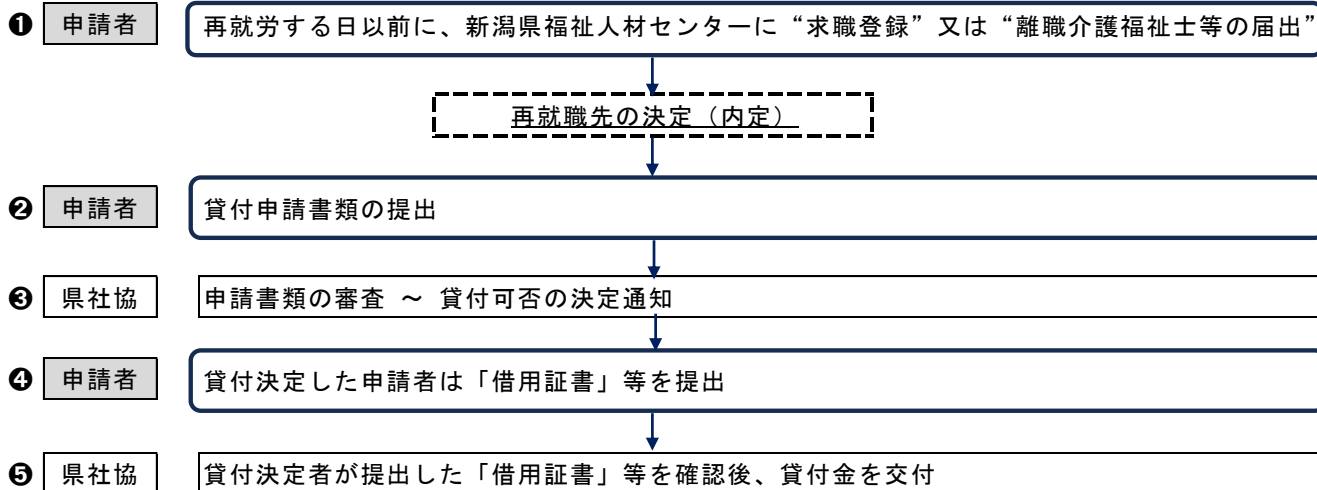 ❶ 申請者 再就労する日以前に、新潟県福祉人材センターに“求職登録”又は“離職介護福祉士等の届出”
再就職先の決定（内定）
❷ 申請者 貸付申請書類の提出
❸ 県社協 申請書類の審査 ～ 貸付可否の決定通知
❹ 申請者 貸付決定した申請者は「借用証書」等を提出
❺ 県社協 貸付決定者が提出した「借用証書」等を確認後、貸付金を交付